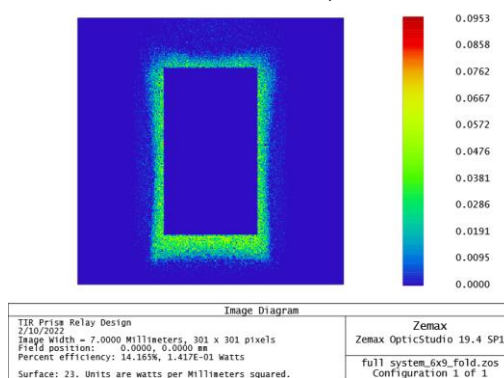 0.0953
0.0858
0.0762
0.0667
0.0572
0.0476
0.0381
0.0286
0.0191
0.0095
0.0000
Image Diagram
TIR Prism Relay Design
2/10/2022
Image Width = 7.0000 Millimeters, 301 x 301 pixels
Field position: 0.0000, 0.0000 mm
Percent efficiency: 14.165%, 1.417E-01 Watts
Surface: 23. Units are watts per Millimeters squared.
Zemax
Zemax OpticStudio 19.4 SP1
full system_6x9_fold.zos
Configuration 1 of 1